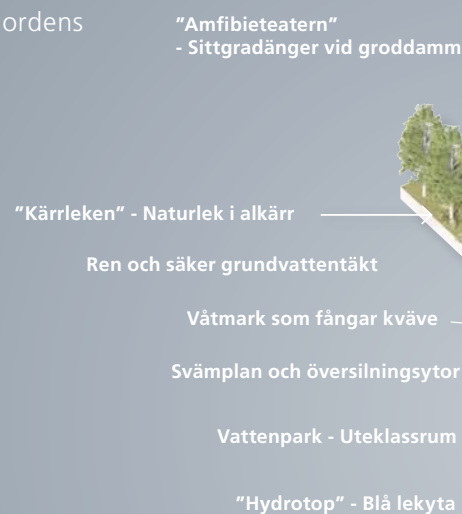 ordens
”Amfibieteatern”
- Sittgradänger vid groddamm
”Kärrleken” - Naturlek i alkärr
Ren och säker grundvattentäkt
Våtmark som fångar kväve
Svämplan och översilningsytor
Vattenpark - Uteklassrum
”Hydrotop” - Blå lekyta